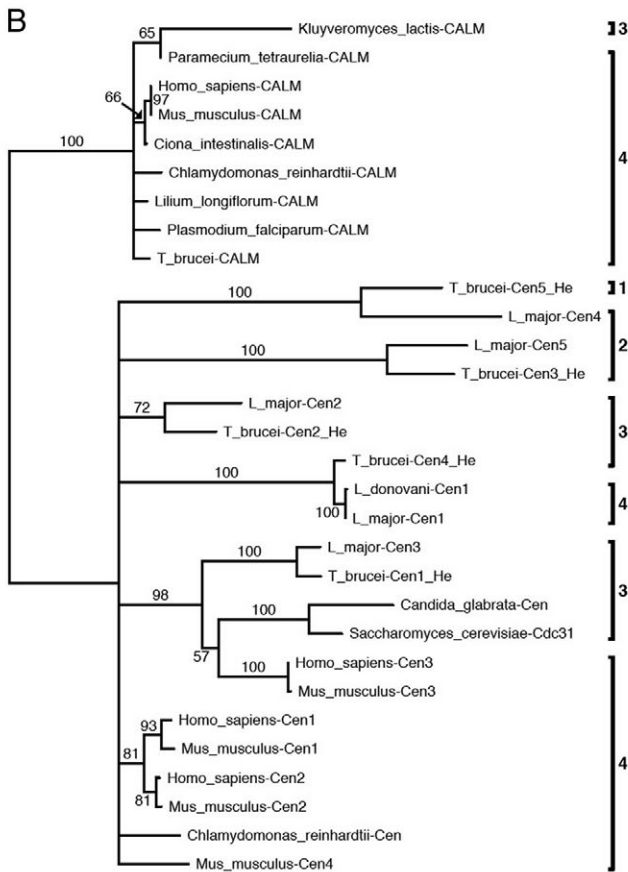 B
65
Kluyveromyces_lactis-CALM
3
Paramecium_tetraurelia-CALM
Homo_sapiens-CALM
66
97
Mus_musculus-CALM
Ciona_intestinalis-CALM
100
4
Chlamydomonas_reinhardtii-CALM
Lilium_longiflorum-CALM
Plasmodium_falciparum-CALM
T_brucei-CALM
100
T_brucei-Cen5_He
1
L_major-Cen4
L_major-Cen5
2
100
T_brucei-Cen3_He
72
L_major-Cen2
T_brucei-Cen2_He
3
T_brucei-Cen4_He
100
L_donovani-Cen1
4
100
L_major-Cen1
L_major-Cen3
100
T_brucei-Cen1_He
3
98
Candida_glabrata-Cen
100
Saccharomyces_cerevisiae-Cdc31
57
Homo_sapiens-Cen3
100
Mus_musculus-Cen3
Homo_sapiens-Cen1
93
Mus_musculus-Cen1
81
4
Homo_sapiens-Cen2
81
Mus_musculus-Cen2
Chlamydomonas_reinhardtii-Cen
Mus_musculus-Cen4